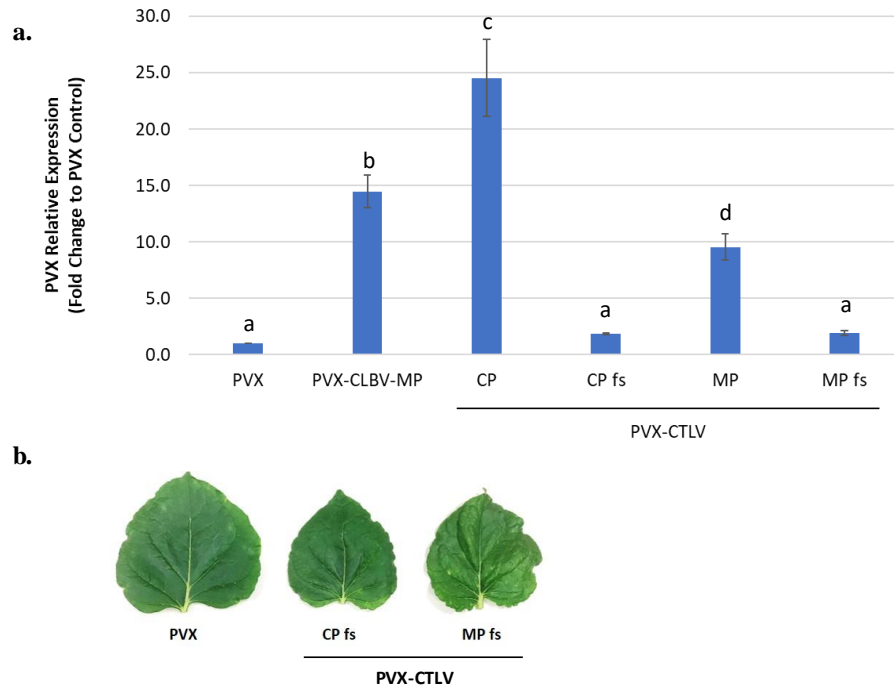 a.
PVX Relative Expression
(Fold Change to PVX Control)
30.0
25.0
20.0
15.0
10.0
5.0
0.0
a
b
c
a
d
a
PVX PVX-CLBV-MP CP CP fs MP MP fs
PVX-CTLV
b.
PVX CP fs MP fs
PVX-CTLV